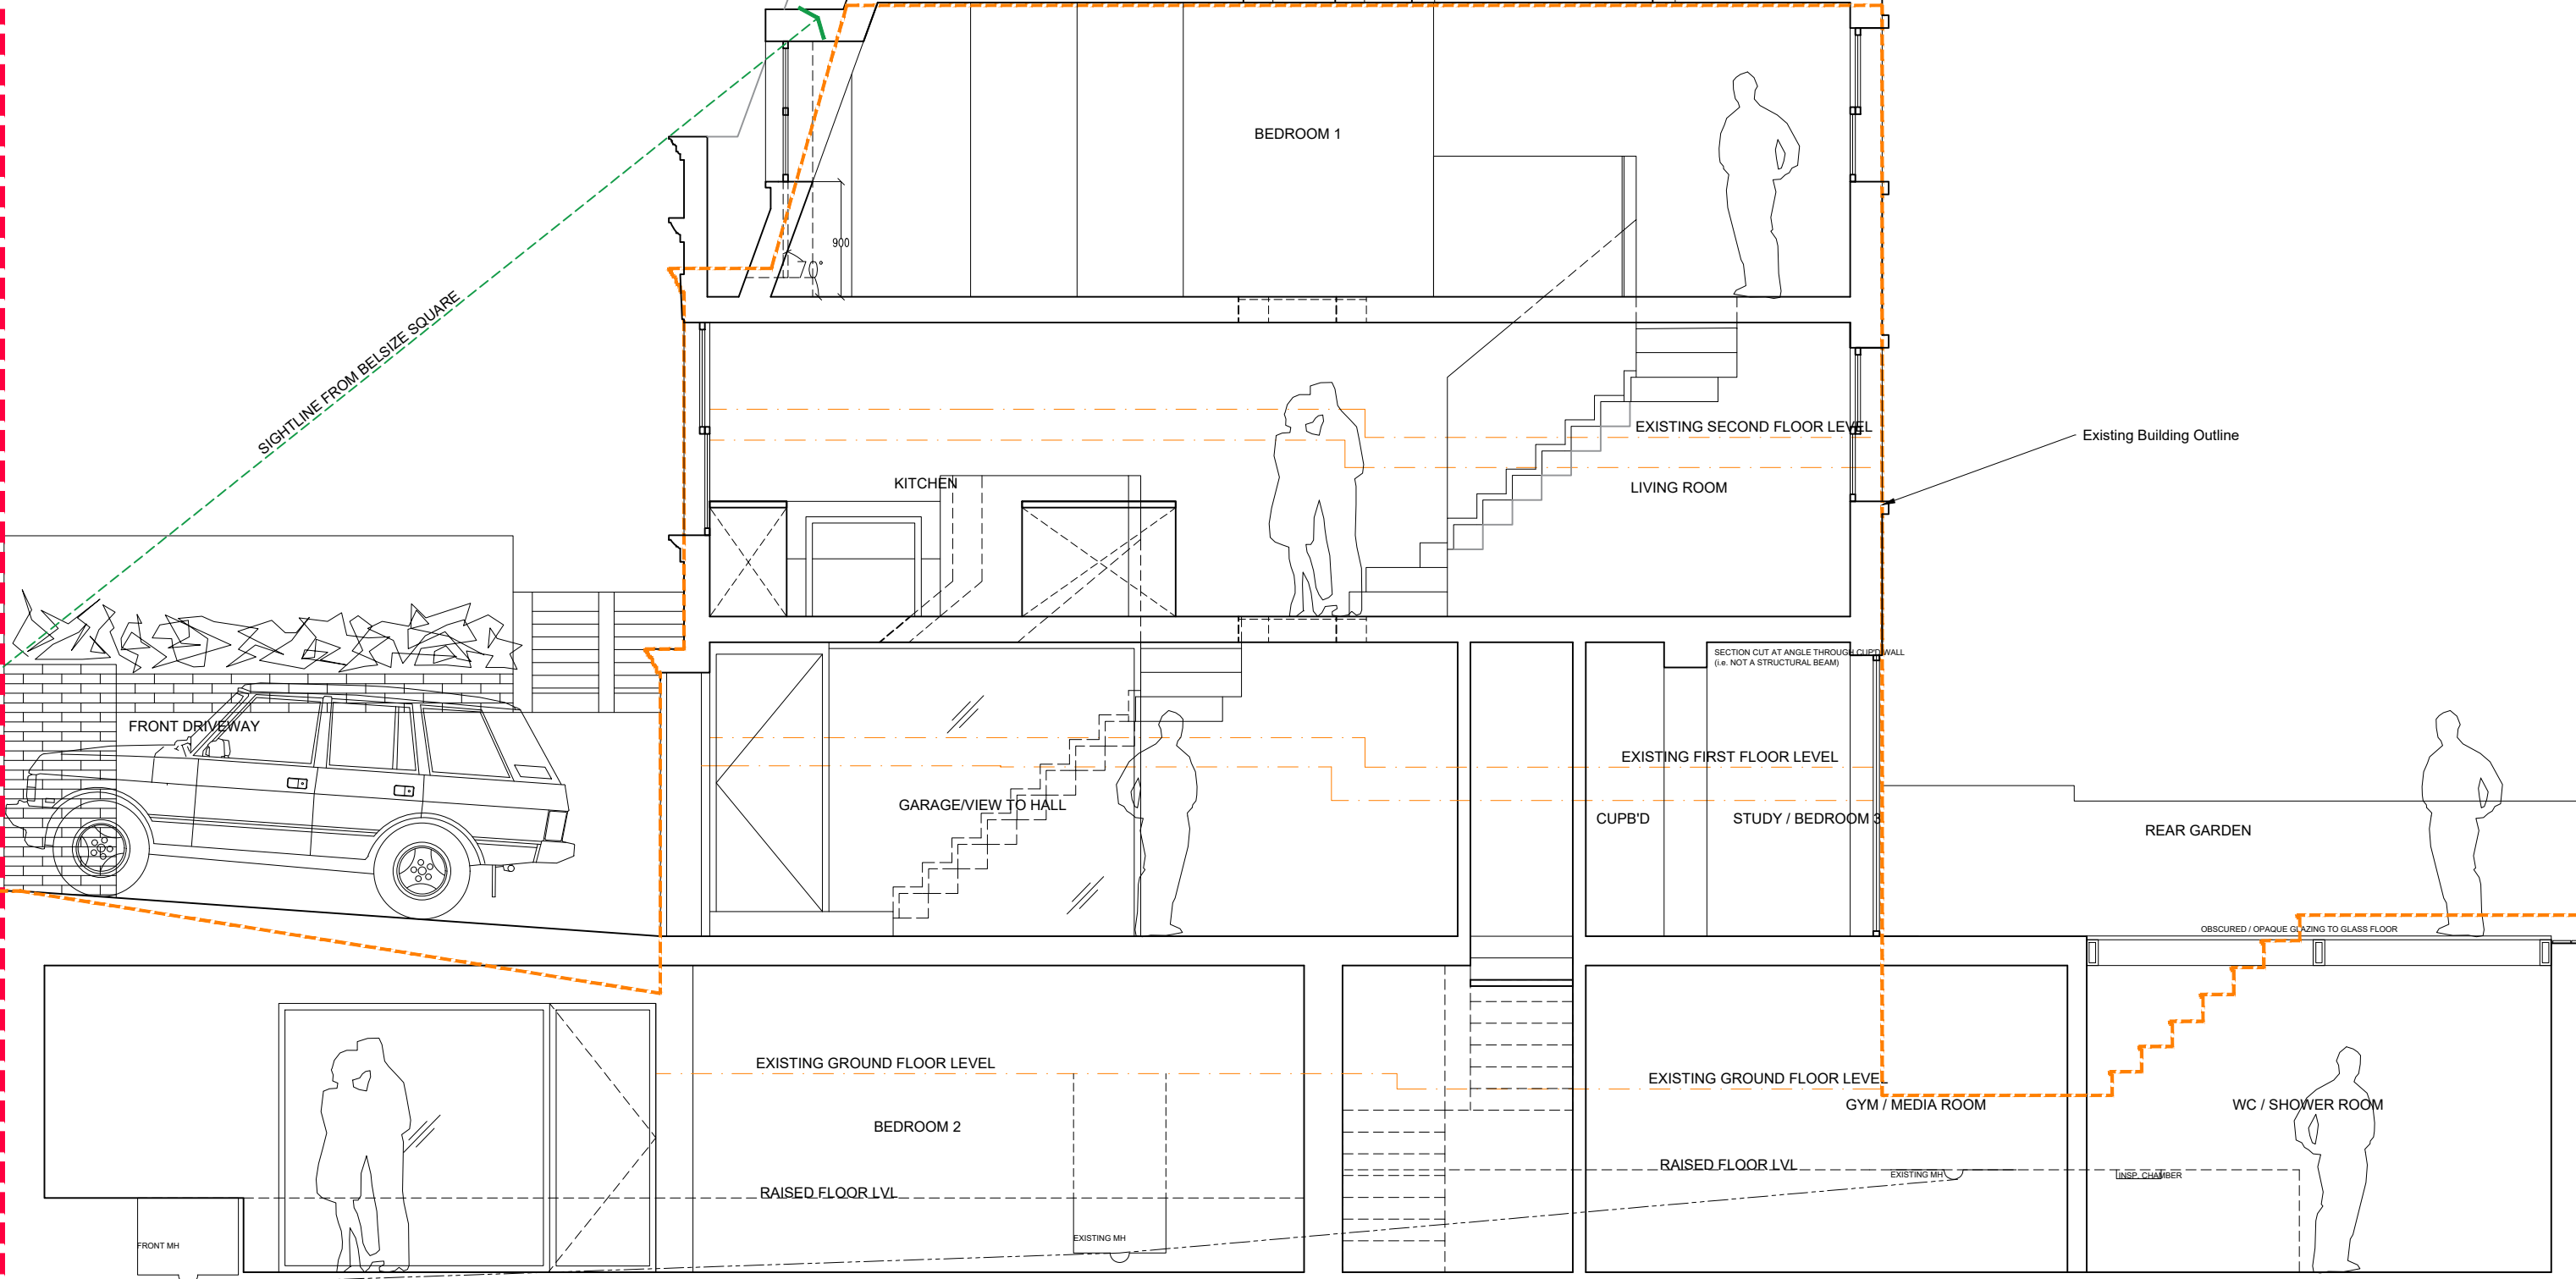 BEDROOM 1
900
SIGHTLINE FROM BELSIZE SQUARE
EXISTING SECOND FLOOR LEVEL
Existing Building Outline
KITCHEN
LIVING ROOM
SECTION CUT AT ANGLE THROUGH CUP'D WALL
(i.e. NOT A STRUCTURAL BEAM)
FRONT DRIVEWAY
EXISTING FIRST FLOOR LEVEL
GARAGE/VIEW TO HALL
CUPB'D
STUDY / BEDROOM 3
REAR GARDEN
OBSCURED / OPAQUE GLAZING TO GLASS FLOOR
EXISTING GROUND FLOOR LEVEL
EXISTING GROUND FLOOR LEVEL
GYM / MEDIA ROOM
WC / SHOWER ROOM
BEDROOM 2
RAISED FLOOR LVL
EXISTING MH
INSP. CHAMBER
RAISED FLOOR LVL
FRONT MH
EXISTING MH